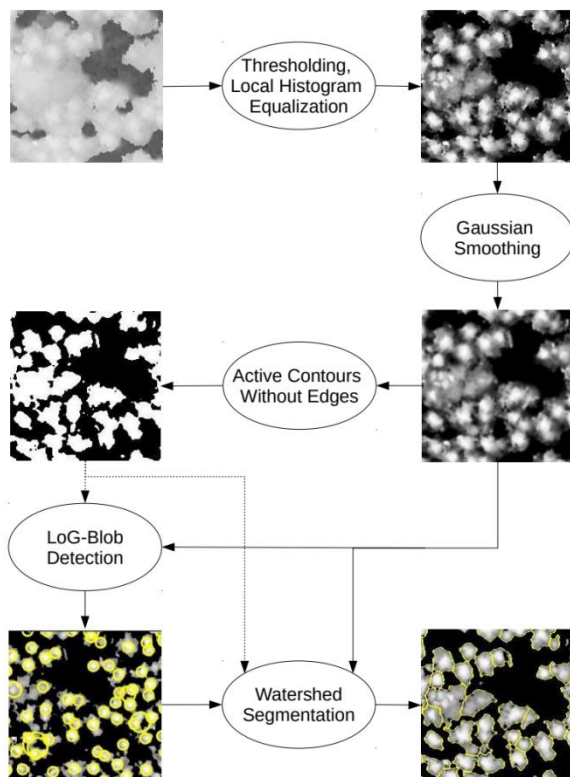 Thresholding,
Local Histogram
Equalization
Gaussian
Smoothing
Active Contours
Without Edges
LoG-Blob
Detection
Watershed
Segmentation